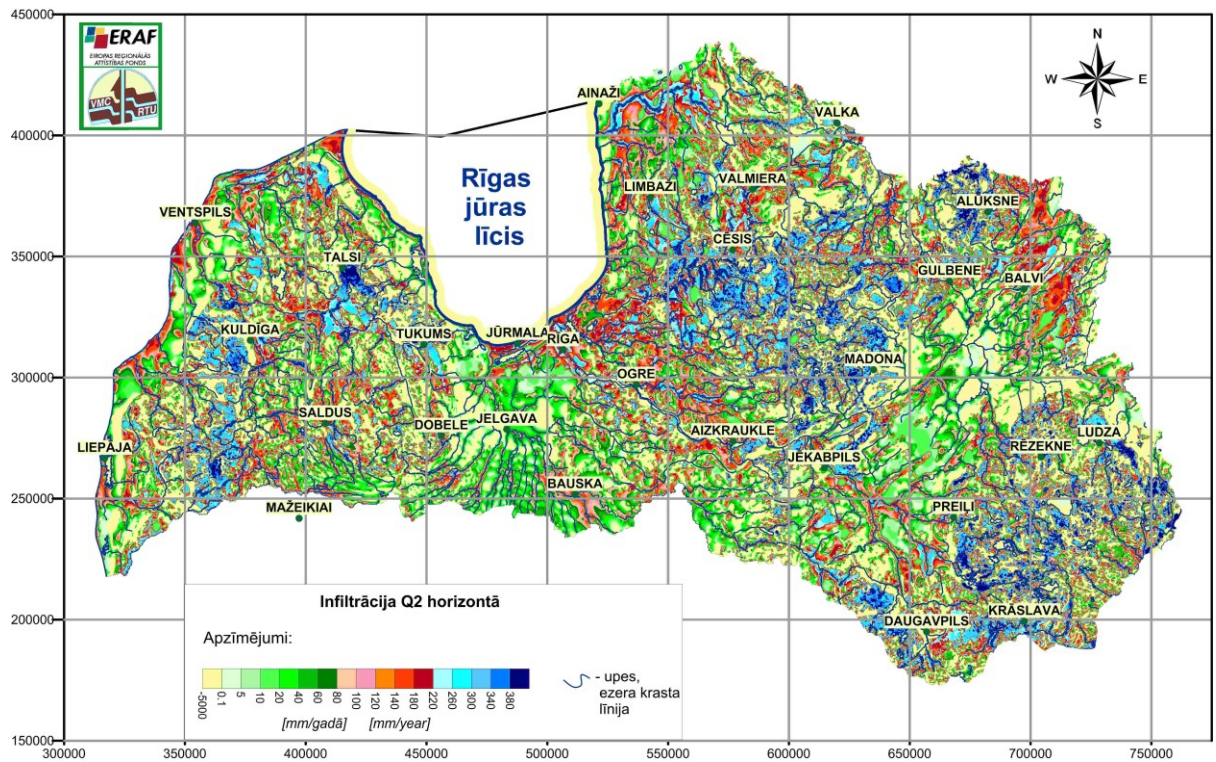 450000
400000
350000
300000
250000
200000
150000
ERAF
EIROPAS REĢIONĀLĀS
ATTĪSTĪBAS FONDS
VMC RTU
N
W E
S
AINAŽI
VALKA
Rīgas
jūras
līcis
LIMBAŽI
VALMIERA
ALŪKSNE
VENTSPILS
CĒSIS
TALSI
GULBENE
BALVI
KULDĪGA
TUKUMS
JŪRMALA
RIGA
MADONA
OGRE
SALDUS
DOBELE
JELGAVA
AIZKRAUKLE
LUDZA
LIEPĀJA
JĒKABPILS
RĒZEKNE
BAUSKA
MAŽEIKIAI
PREIĻI
KRĀSLAVA
DAUGAVPILS
Infiltrācija Q2 horizontā
Apzīmējumi:
-5000 0.1 5 10 20 40 60 80 100 120 140 180 220 260 300 340 380
[mm/gadā] [mm/year]
- upes,
ezera krasta
līnija
300000 350000 400000 450000 500000 550000 600000 650000 700000 750000